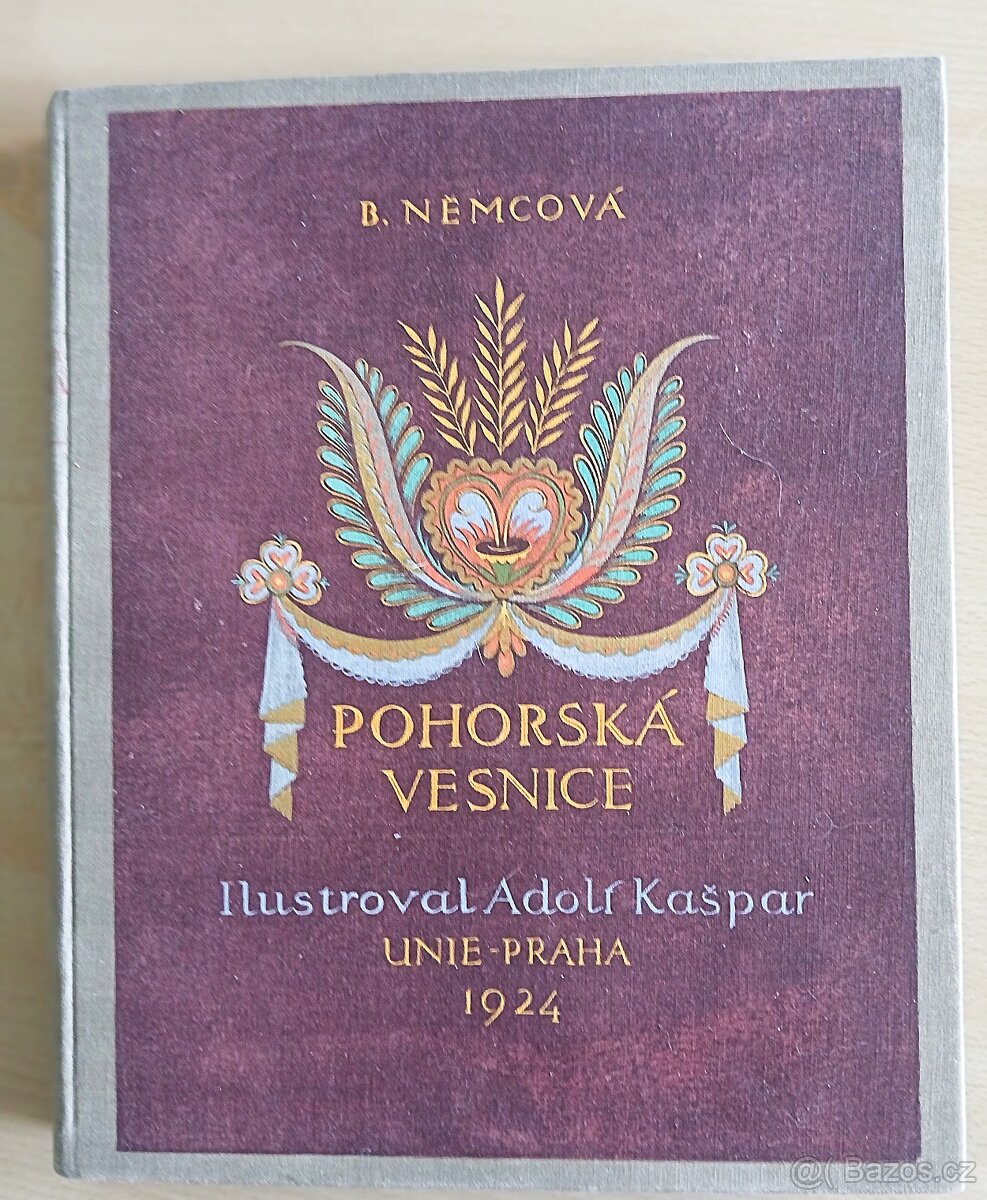 B. NĚMCOVÁ
POHORSKÁ
VESNICE
Ilustroval Adolf Kašpar
UNIE-PRAHA
1924
@( Bazos.cz